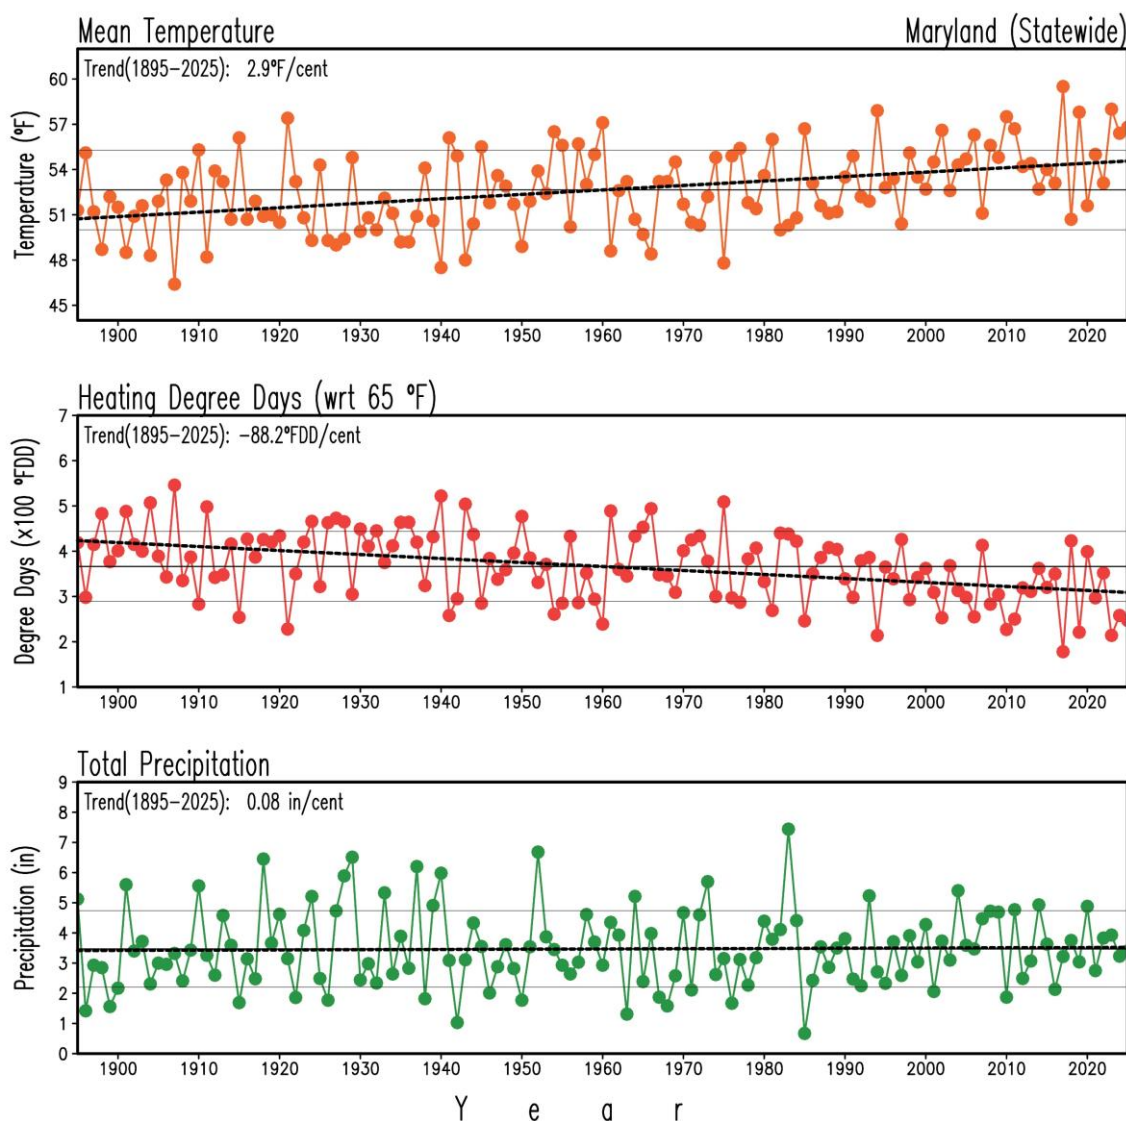 Mean Temperature Maryland (Statewide)
Trend(1895-2025): 2.9°F/cent
Temperature (°F)
60
57
54
51
48
45
1900 1910 1920 1930 1940 1950 1960 1970 1980 1990 2000 2010 2020
Heating Degree Days (wrt 65 °F)
Trend(1895-2025): -88.2°FDD/cent
Degree Days (x100 °FDD)
7
6
5
4
3
2
1
1900 1910 1920 1930 1940 1950 1960 1970 1980 1990 2000 2010 2020
Total Precipitation
Trend(1895-2025): 0.08 in/cent
Precipitation (in)
9
8
7
6
5
4
3
2
1
0
1900 1910 1920 1930 1940 1950 1960 1970 1980 1990 2000 2010 2020
Y e a r